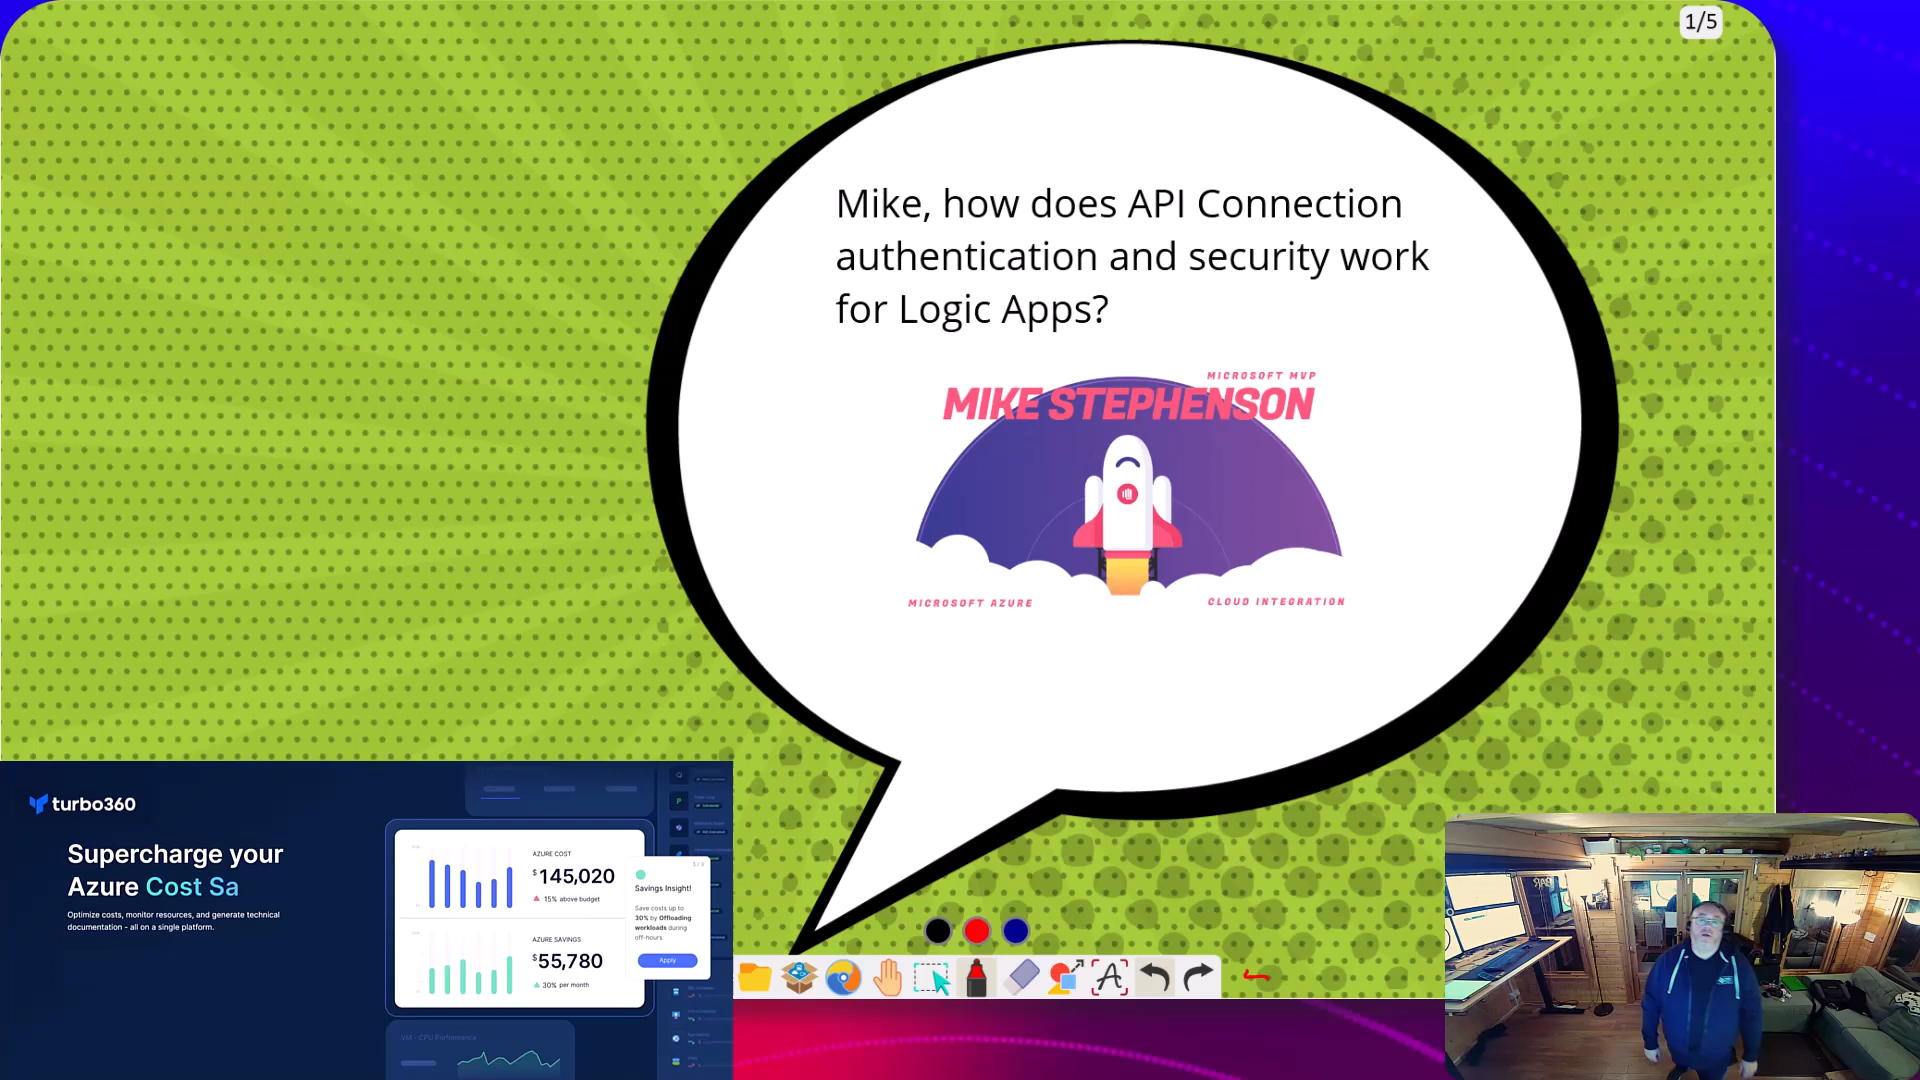 1/5
Mike, how does API Connection
authentication and security work
for Logic Apps?
MICROSOFT MVP
MIKE STEPHENSON
MICROSOFT AZURE
CLOUD INTEGRATION
turbo360
Supercharge your
Azure Cost Sa
Optimize costs, monitor resources, and generate technical
documentation - all on a single platform.
AZURE COST
$145,020
15% above budget
AZURE SAVINGS
$55,780
30% per month
Savings Insight!
Save costs up to
30% by Offloading
workloads during
off-hours
Apply
VM - CPU Performance
A